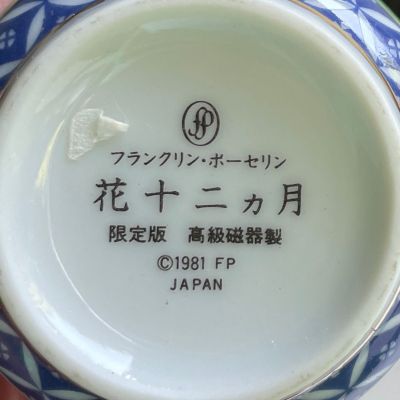 FP
フランクリン・ポーセリン
花十二ヵ月
限定版 高級磁器製
©1981 FP
JAPAN